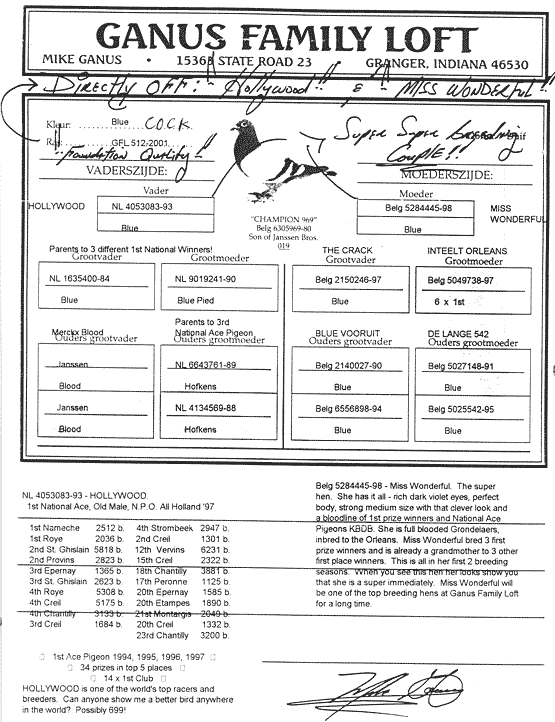 GANUS FAMILY LOFT
MIKE GANUS • 15368 STATE ROAD 23 GRANGER, INDIANA 46530
DIRECTLY OFF: "Hollywood"!! & "MISS WONDERFUL"!!
Kleur: Blue COCK
GFL 512-2001
"Foundation Quality"!!
Super Super Breeding
Couple!!
VADERSZIJDE:
MOEDERSZIJDE:
Vader
Moeder
HOLLYWOOD
NL 4053083-93
Blue
Belg 5284445-98
Blue
MISS
WONDERFUL
"CHAMPION 969"
Belg 6305969-80
Son of Janssen Bros.
019
Parents to 3 different 1st National Winners!
Grootvader
Grootmoeder
THE CRACK
Grootvader
INTEELT ORLEANS
Grootmoeder
NL 1635400-84
Blue
NL 9019241-90
Blue Pied
Belg 2150246-97
Blue
Belg 5049738-97
6 x 1st
Merckx Blood
Ouders grootvader
Parents to 3rd
National Ace Pigeon
Ouders grootmoeder
BLUE VOORUIT
Ouders grootvader
DE LANGE 542
Ouders grootmoeder
Janssen
Blood
NL 6643761-89
Hofkens
Belg 2140027-90
Blue
Belg 5027148-91
Blue
Janssen
Blood
NL 4134569-88
Hofkens
Belg 6556898-94
Blue
Belg 5025542-95
Blue
NL 4053083-93 - HOLLYWOOD.
1st National Ace, Old Male, N.P.O. All Holland '97
1st Nameche 2512 b. 4th Strombeek 2947 b.
1st Roye 2036 b. 2nd Creil 1301 b.
2nd St. Ghislain 5818 b. 12th Vervins 6231 b.
2nd Provins 2823 b. 15th Creil 2322 b.
3rd Epernay 1365 b. 18th Chantilly 3881 b.
3rd St. Ghislain 2623 b. 17th Peronne 1125 b.
4th Roye 5308 b. 20th Epernay 1585 b.
4th Creil 5175 b. 20th Etampes 1890 b.
4th Chantilly 3133 b. 21st Montargis 2049 b.
3rd Creil 1684 b. 20th Creil 1332 b.
23rd Chantilly 3200 b.
1st Ace Pigeon 1994, 1995, 1996, 1997
34 prizes in top 5 places
14 x 1st Club
HOLLYWOOD is one of the world's top racers and
breeders. Can anyone show me a better bird anywhere
in the world? Possibly 699!
Belg 5284445-98 - Miss Wonderful. The super
hen. She has it all - rich dark violet eyes, perfect
body, strong medium size with that clever look and
a bloodline of 1st prize winners and National Ace
Pigeons KBDB. She is full blooded Grondelaers,
inbred to the Orleans. Miss Wonderful bred 3 first
prize winners and is already a grandmother to 3 other
first place winners. This is all in her first 2 breeding
seasons. When you see this hen her looks show you
that she is a super immediately. Miss Wonderful will
be one of the top breeding hens at Ganus Family Loft
for a long time.